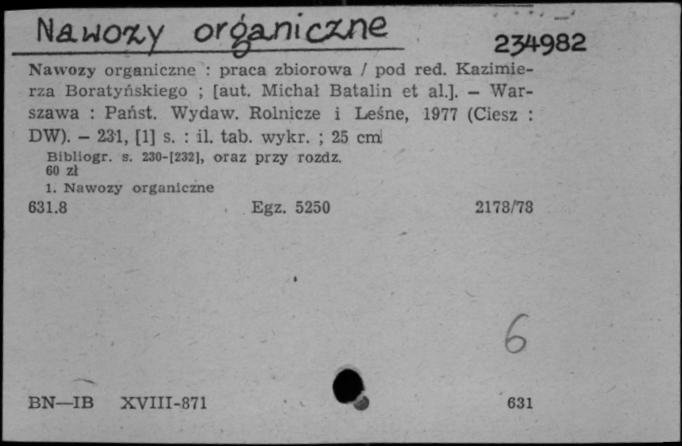 Nawozy organiczne
234982
Nawozy organiczne : praca zbiorowa / pod red. Kazimie-
rza Boratyńskiego ; [aut. Michał Batalin et al.]. — War-
szawa : Państ. Wydaw. Rolnicze i Leśne, 1977 (Ciesz :
DW). — 231, [1] s. : il. tab. wykr. ; 25 cm
Bibliogr. s. 230-[232], oraz przy rozdz.
60 zł
1. Nawozy organiczne
631.8 Egz. 5250 2178/78
6
BN—IB XVIII-871 631